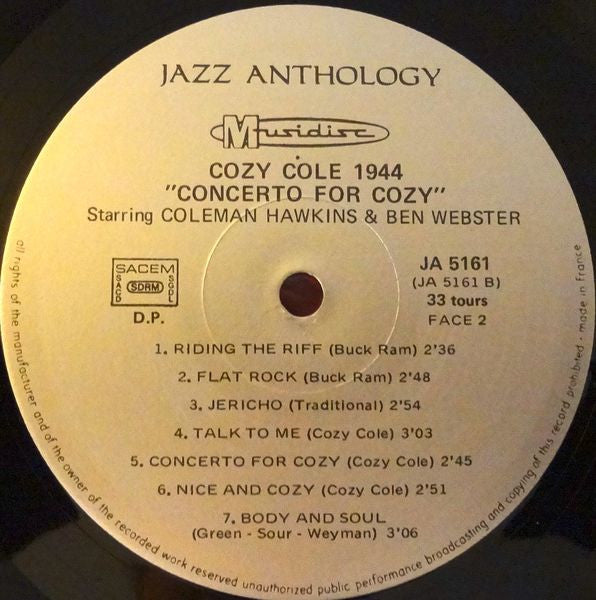 JAZZ ANTHOLOGY
Musidisc
COZY COLE 1944
"CONCERTO FOR COZY"
Starring COLEMAN HAWKINS & BEN WEBSTER
SACEM
SACD
SDRM
SGDL
D.P.
JA 5161
(JA 5161 B)
33 tours
FACE 2
1. RIDING THE RIFF (Buck Ram) 2'36
2. FLAT ROCK (Buck Ram) 2'48
3. JERICHO (Traditional) 2'54
4. TALK TO ME (Cozy Cole) 3'03
5. CONCERTO FOR COZY (Cozy Cole) 2'45
6. NICE AND COZY (Cozy Cole) 2'51
7. BODY AND SOUL
(Green - Sour - Weyman) 3'06
all rights of the manufacturer and of the owner of the recorded work reserved unauthorized public performance broadcasting and copying of this record prohibited - made in France